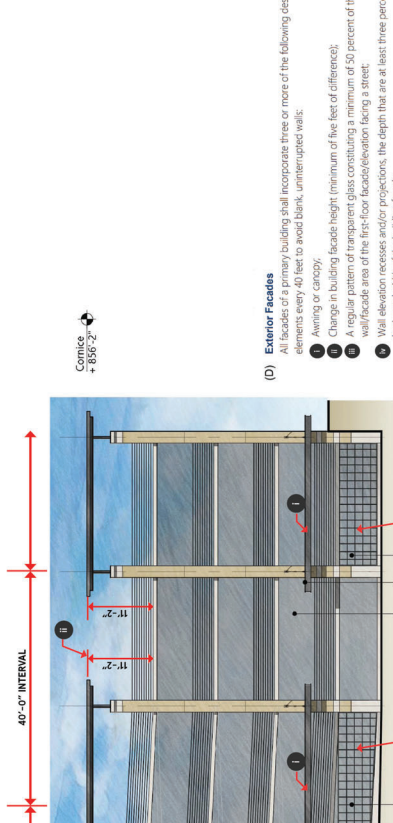 Cornice
+ 856'-2"
(D) Exterior Facades
All facades of a primary building shall incorporate three or more of the following des
elements every 40 feet to avoid blank, uninterrupted walls:
i Awning or canopy;
ii Change in building facade height (minimum of five feet of difference);
iii A regular pattern of transparent glass constituting a minimum of 50 percent of th
wall/facade area of the first-floor facade/elevation facing a street;
iv Wall elevation recesses and/or projections, the depth that are at least three perc
40'-0" INTERVAL
ii
11'-2"
11'-2"
i
i